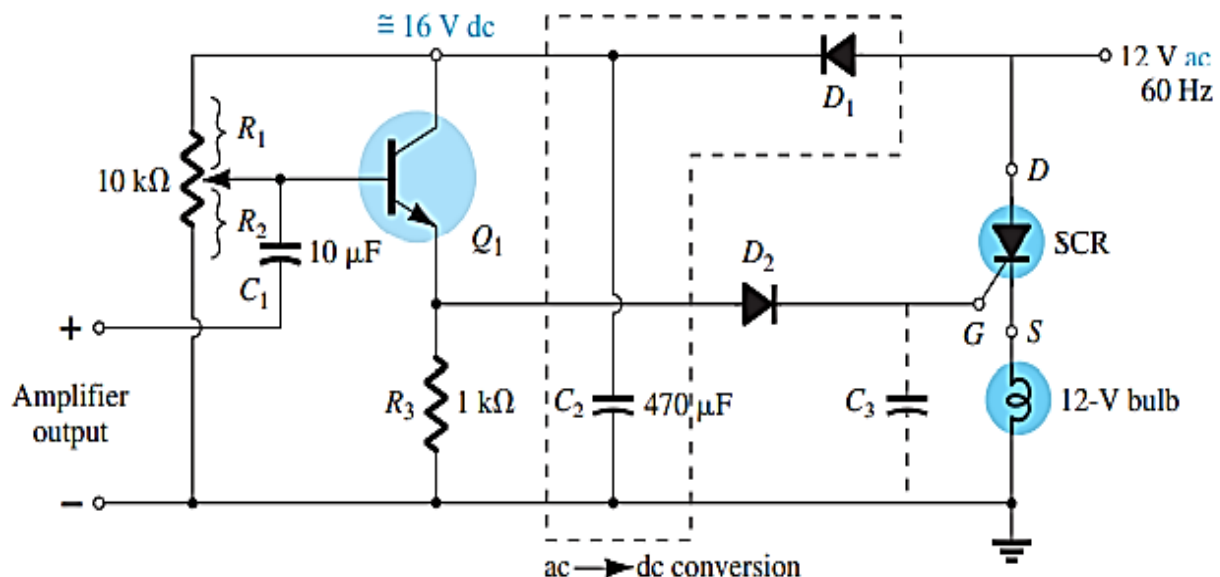 ≅ 16 V dc
12 V ac
60 Hz
D₁
R₁
10 kΩ
R₂
10 μF
C₁
Q₁
D
SCR
D₂
G
S
+
Amplifier
output
R₃
1 kΩ
C₂
470 μF
C₃
12-V bulb
−
ac → dc conversion